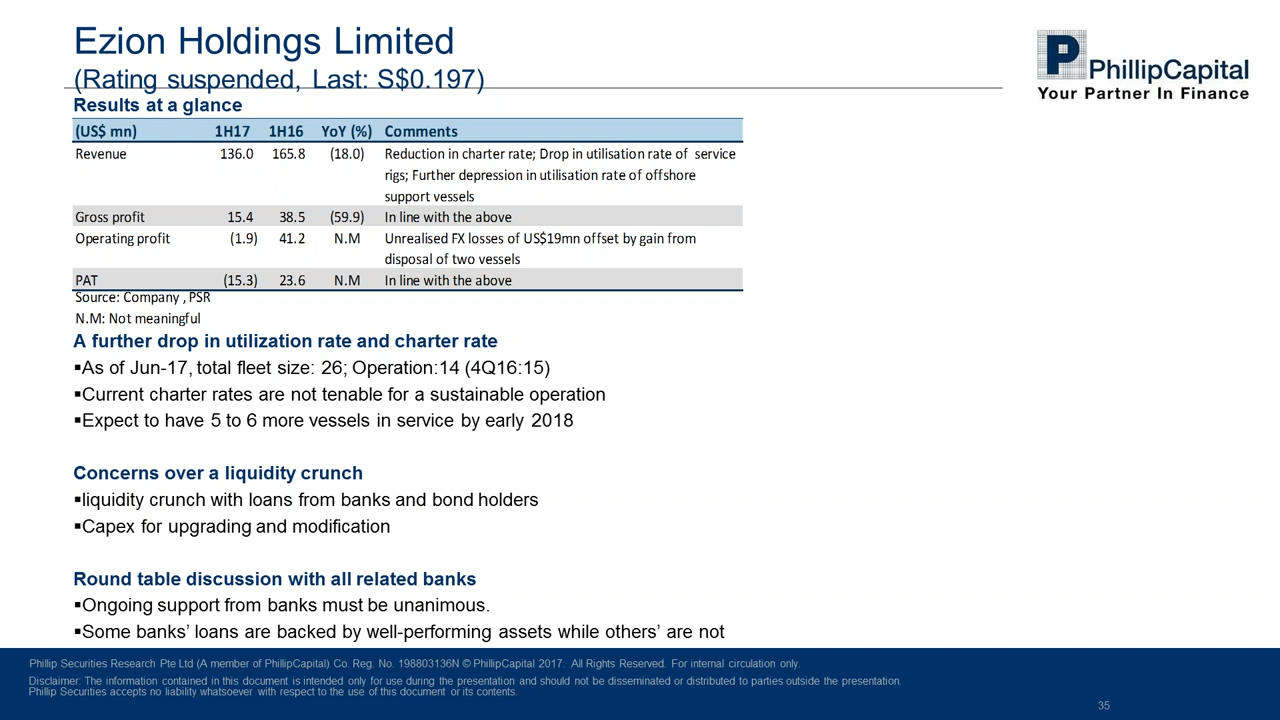 Ezion Holdings Limited
(Rating suspended, Last: S$0.197)
P PhillipCapital
Your Partner In Finance
Results at a glance
(US$ mn) 1H17 1H16 YoY (%) Comments
Revenue 136.0 165.8 (18.0) Reduction in charter rate; Drop in utilisation rate of service
rigs; Further depression in utilisation rate of offshore
support vessels
Gross profit 15.4 38.5 (59.9) In line with the above
Operating profit (1.9) 41.2 N.M Unrealised FX losses of US$19mn offset by gain from
disposal of two vessels
PAT (15.3) 23.6 N.M In line with the above
Source: Company , PSR
N.M: Not meaningful
A further drop in utilization rate and charter rate
▪As of Jun-17, total fleet size: 26; Operation:14 (4Q16:15)
▪Current charter rates are not tenable for a sustainable operation
▪Expect to have 5 to 6 more vessels in service by early 2018
Concerns over a liquidity crunch
▪liquidity crunch with loans from banks and bond holders
▪Capex for upgrading and modification
Round table discussion with all related banks
▪Ongoing support from banks must be unanimous.
▪Some banks’ loans are backed by well-performing assets while others’ are not
Phillip Securities Research Pte Ltd (A member of PhillipCapital) Co. Reg. No. 198803136N © PhillipCapital 2017. All Rights Reserved. For internal circulation only.
Disclaimer: The information contained in this document is intended only for use during the presentation and should not be disseminated or distributed to parties outside the presentation.
Phillip Securities accepts no liability whatsoever with respect to the use of this document or its contents.
35